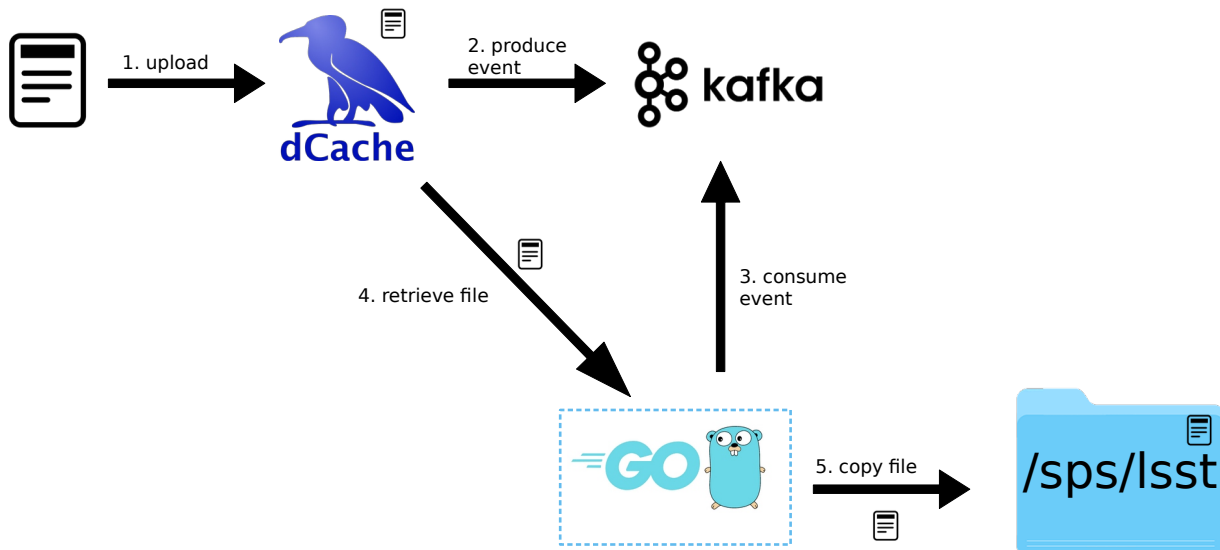 1. upload
2. produce
event
dCache
kafka
3. consume
event
4. retrieve file
GO
5. copy file
/sps/lsst